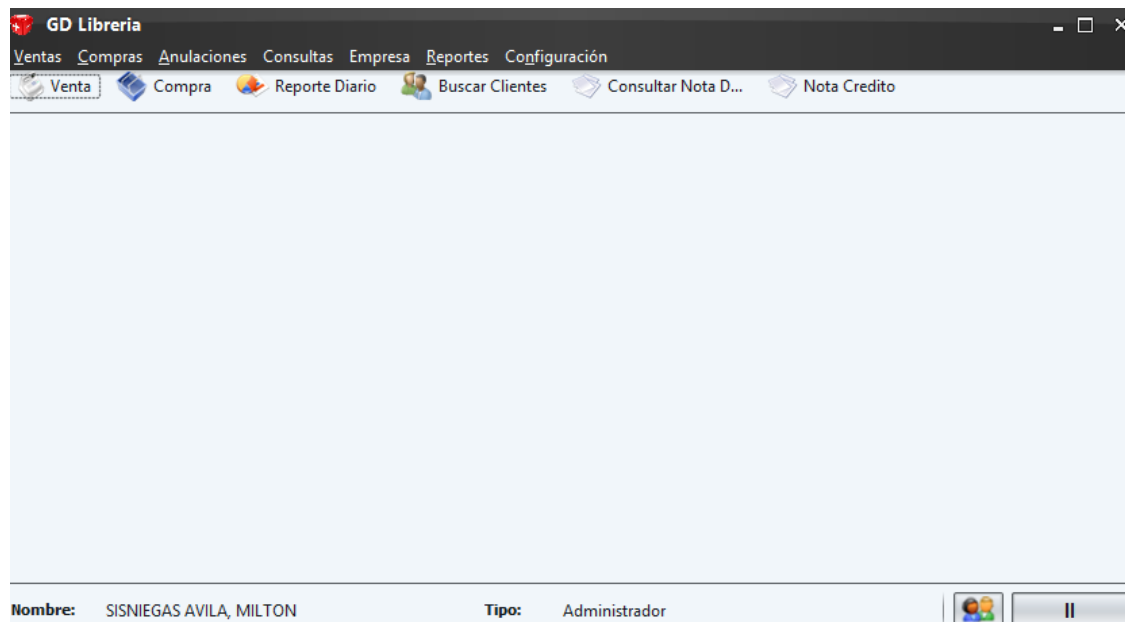 GD Libreria
Ventas Compras Anulaciones Consultas Empresa Reportes Configuración
Venta Compra Reporte Diario Buscar Clientes Consultar Nota D... Nota Credito
Nombre: SISNIEGAS AVILA, MILTON Tipo: Administrador II